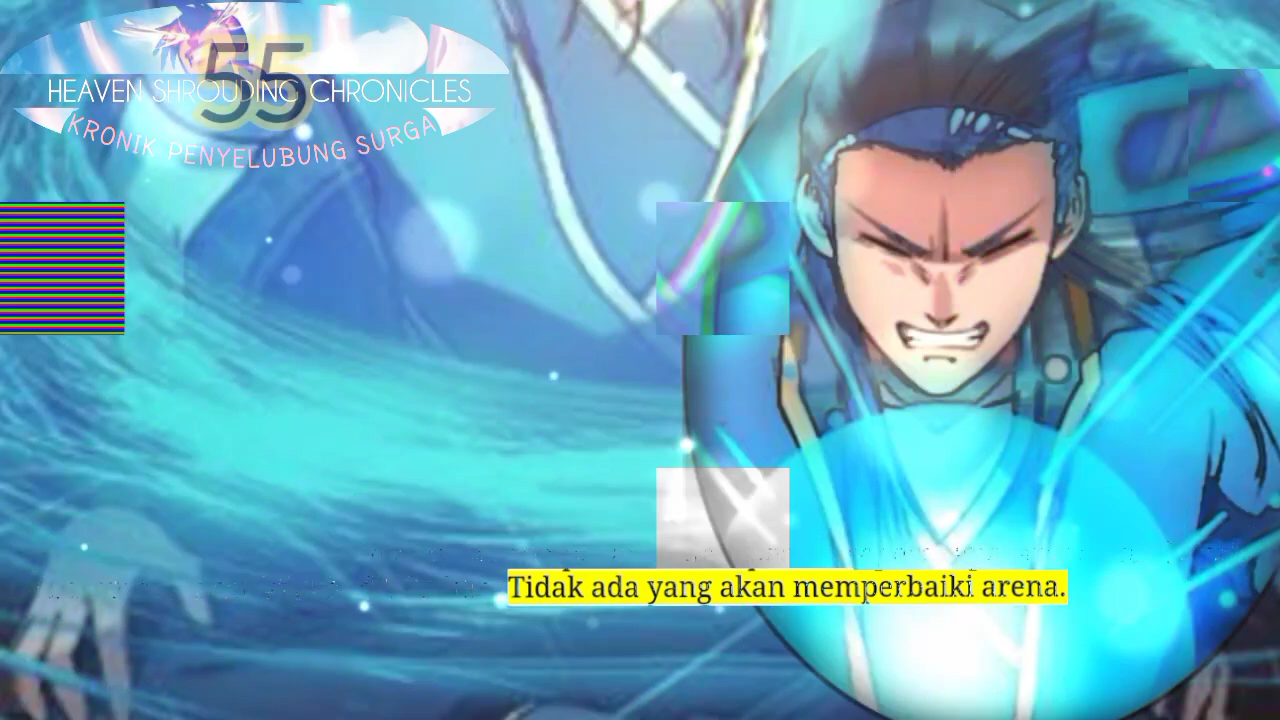 55
HEAVEN SHROUDING CHRONICLES
KRONIK PENYELUBUNG SURGA
Tidak ada yang akan memperbaiki arena.